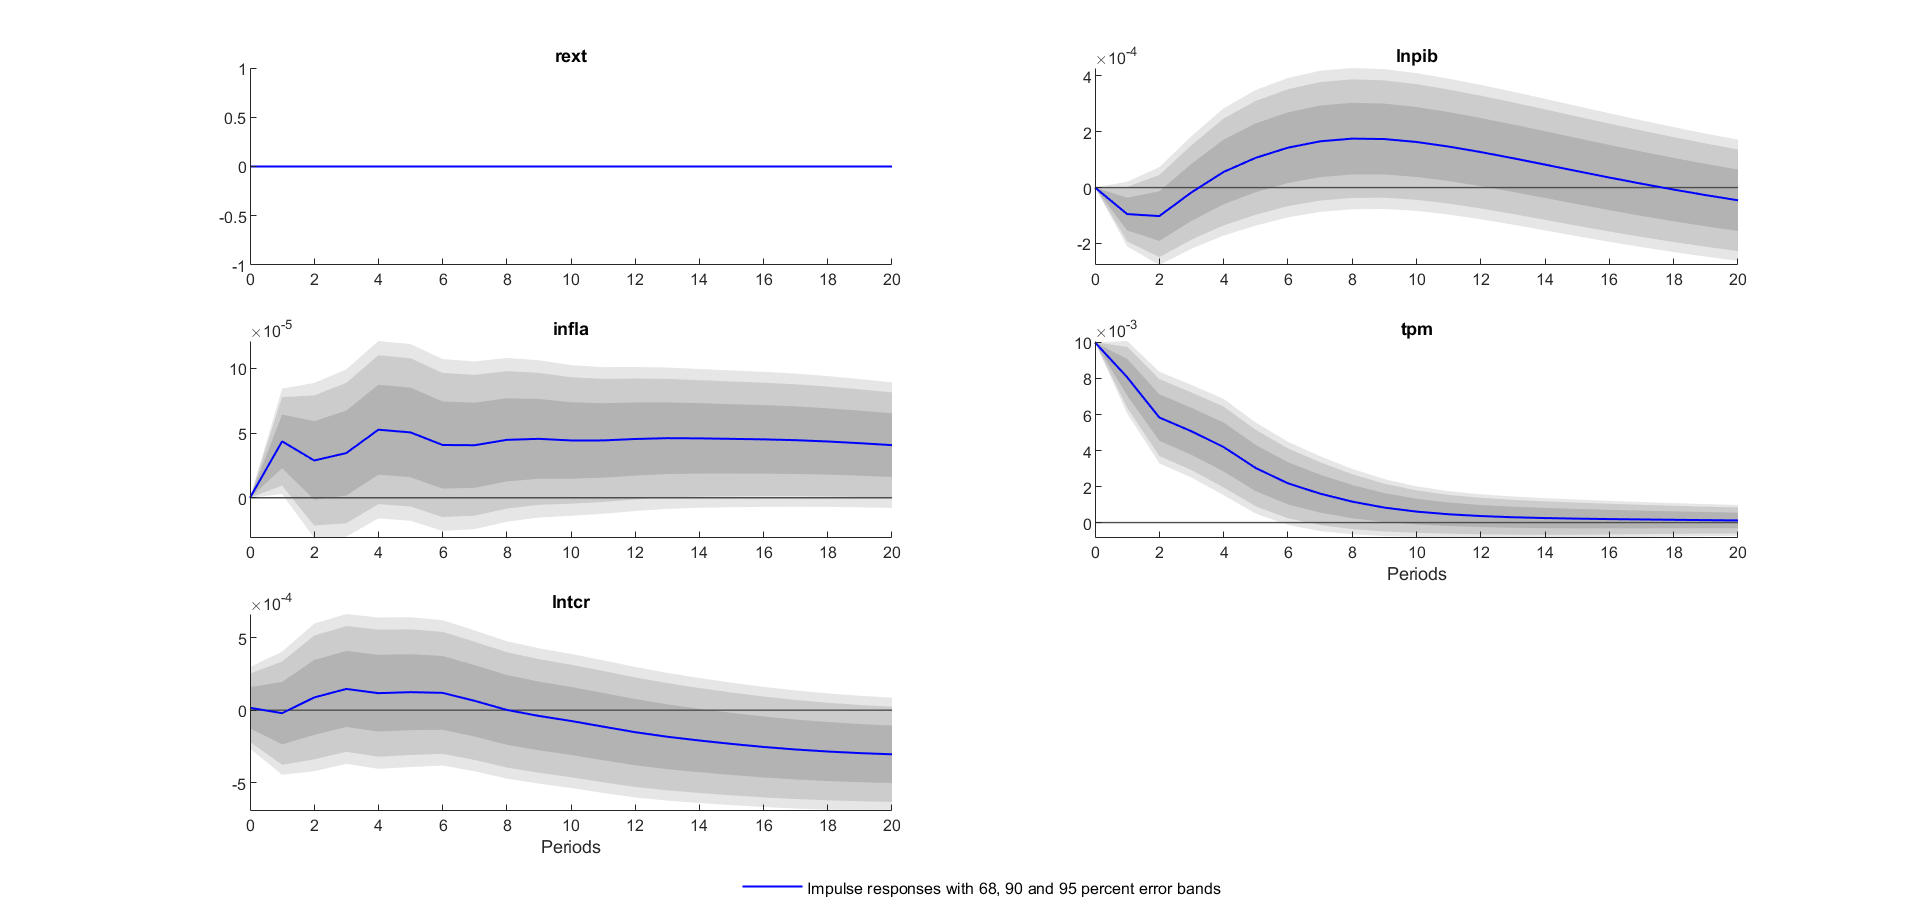 rext
1
0.5
0
-0.5
-1
0 2 4 6 8 10 12 14 16 18 20
×10-4
lnpib
4
2
0
-2
0 2 4 6 8 10 12 14 16 18 20
×10-5
infla
10
5
0
0 2 4 6 8 10 12 14 16 18 20
×10-3
tpm
10
8
6
4
2
0
0 2 4 6 8 10 12 14 16 18 20
Periods
×10-4
lntcr
5
0
-5
0 2 4 6 8 10 12 14 16 18 20
Periods
Impulse responses with 68, 90 and 95 percent error bands